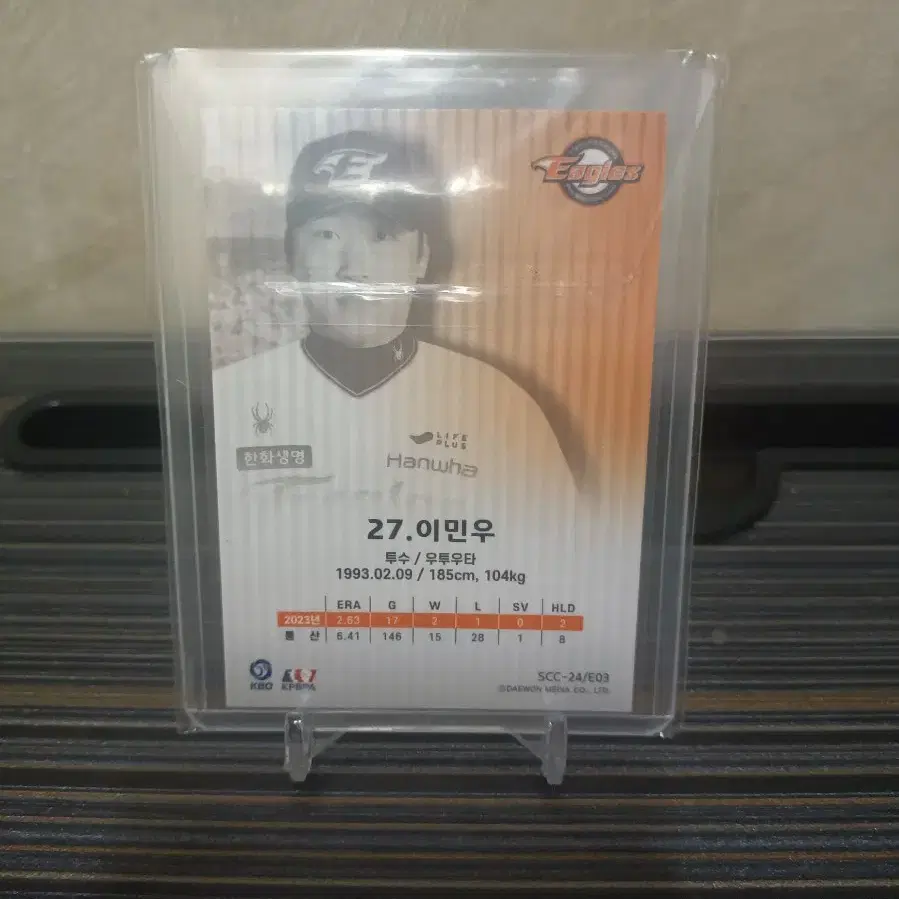 Eagles
LIFE
PLUS
한화생명
Hanwha
27.이민우
투수 / 우투우타
1993.02.09 / 185cm, 104kg
ERA G W L SV HLD
2023년 2.63 17 2 1 0 2
통 산 6.41 146 15 28 1 8
KBO
KPBPA
SCC-24/E03
©DAEWON MEDIA CO., LTD.